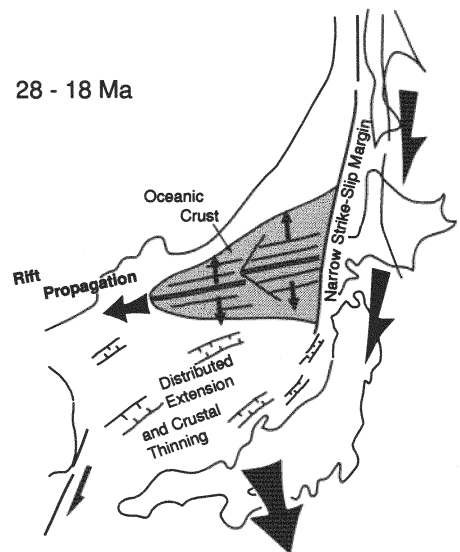 28 - 18 Ma
Oceanic
Crust
Narrow Strike-Slip Margin
Rift
Propagation
Distributed
Extension
and Crustal
Thinning